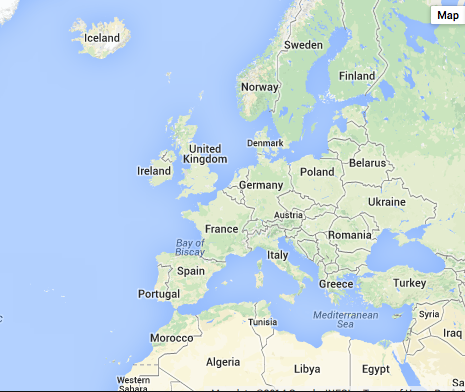 Map
Iceland
Sweden
Finland
Norway
Denmark
United
Kingdom
Ireland
Belarus
Poland
Germany
Ukraine
Austria
France
Romania
Bay of
Biscay
Italy
Spain
Greece
Turkey
Portugal
Mediterranean
Sea
Syria
Tunisia
Iraq
Morocco
Algeria
Libya
Egypt
Western
Sahara